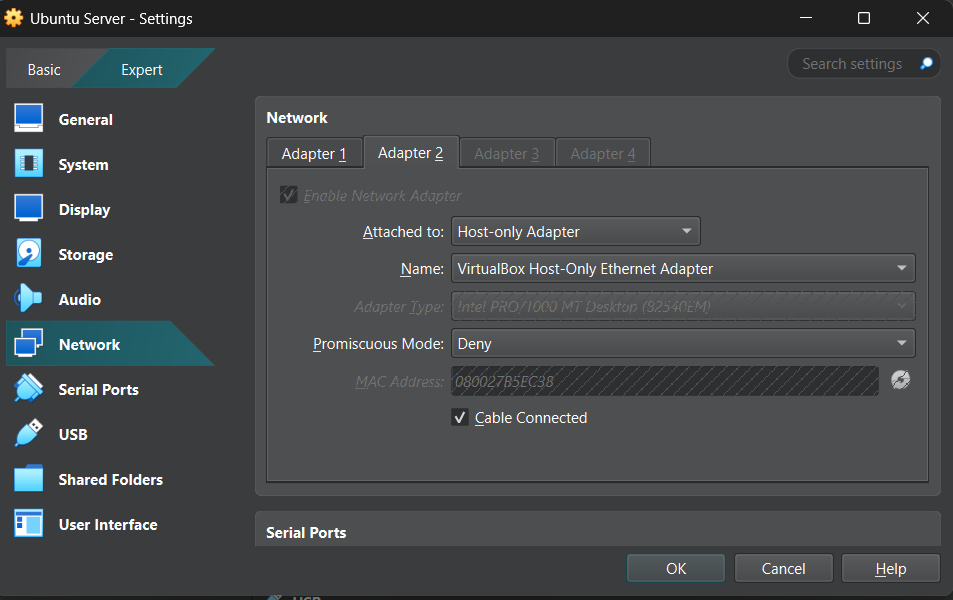 Ubuntu Server - Settings
Basic
Expert
Search settings
General
System
Display
Storage
Audio
Network
Serial Ports
USB
Shared Folders
User Interface
Network
Adapter 1
Adapter 2
Adapter 3
Adapter 4
Enable Network Adapter
Attached to: Host-only Adapter
Name: VirtualBox Host-Only Ethernet Adapter
Adapter Type: Intel PRO/1000 MT Desktop (82540EM)
Promiscuous Mode: Deny
MAC Address: 080027B5EC38
Cable Connected
Serial Ports
OK
Cancel
Help